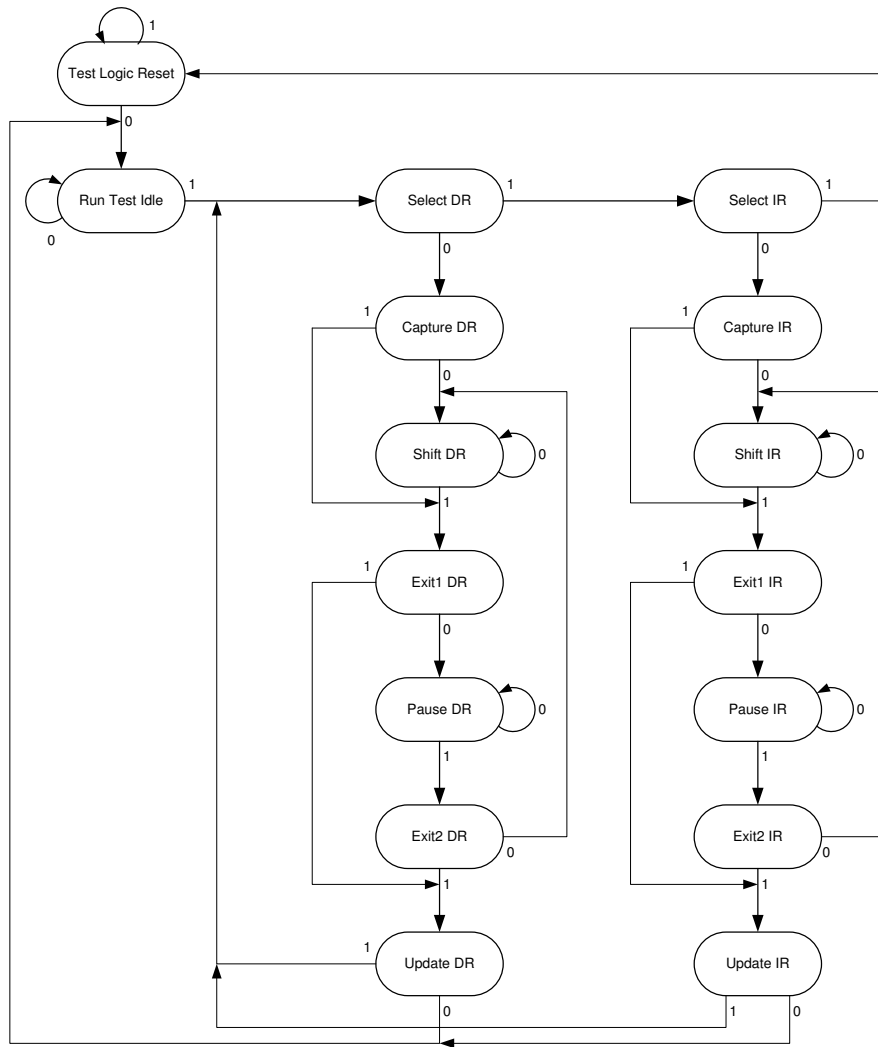 1
Test Logic Reset
0
Run Test Idle
1
0
Select DR
1
Select IR
1
0
0
1
Capture DR
1
Capture IR
0
0
Shift DR
0
Shift IR
0
1
1
1
Exit1 DR
1
Exit1 IR
0
0
Pause DR
0
Pause IR
0
1
1
Exit2 DR
0
Exit2 IR
0
1
1
1
Update DR
Update IR
0
1
0